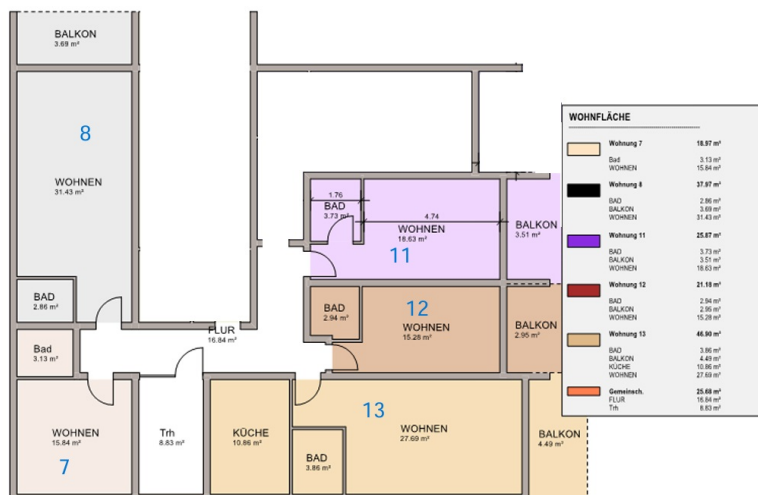 BALKON
3.69 m²
8
WOHNEN
31.43 m²
BAD
2.86 m²
Bad
3.13 m²
WOHNEN
15.84 m²
7
FLUR
16.84 m²
Trh
8.83 m²
KÜCHE
10.86 m²
BAD
3.86 m²
13
WOHNEN
27.69 m²
BALKON
4.49 m²
1.76
BAD
3.73 m²
4.74
WOHNEN
18.63 m²
11
BALKON
3.51 m²
BAD
2.94 m²
12
WOHNEN
15.28 m²
BALKON
2.95 m²
WOHNFLÄCHE
Wohnung 7 18.97 m²
Bad 3.13 m²
WOHNEN 15.84 m²
Wohnung 8 37.97 m²
BAD 2.86 m²
BALKON 3.69 m²
WOHNEN 31.43 m²
Wohnung 11 25.87 m²
BAD 3.73 m²
BALKON 3.51 m²
WOHNEN 18.63 m²
Wohnung 12 21.18 m²
BAD 2.94 m²
BALKON 2.95 m²
WOHNEN 15.28 m²
Wohnung 13 46.90 m²
BAD 3.86 m²
BALKON 4.49 m²
KÜCHE 10.86 m²
WOHNEN 27.69 m²
Gemeinsch. 25.68 m²
FLUR 16.84 m²
Trh 8.83 m²